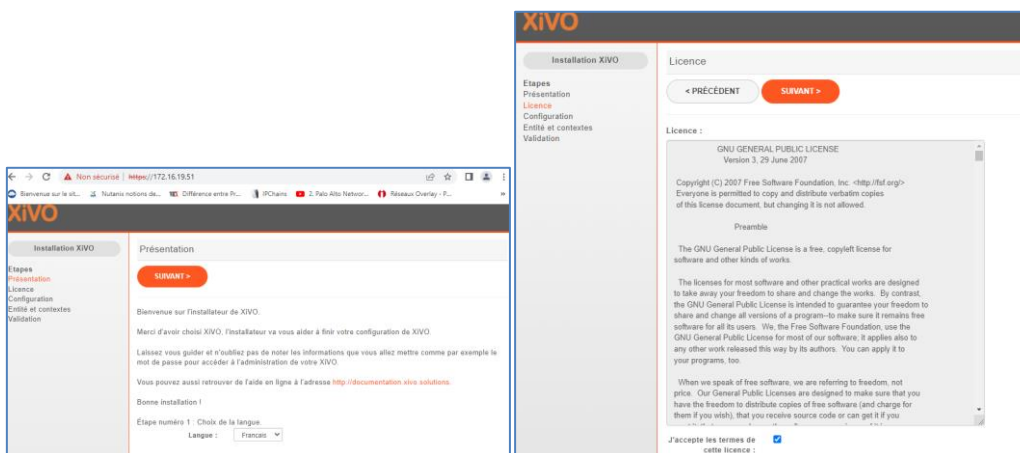 Non sécurisé | https://172.16.19.51
Bienvenue sur le sit... Nutanix notions de... Différence entre Pr... IPChains 2. Palo Alto Networ... Réseaux Overlay - P... »
XiVO
Installation XiVO
Etapes
Présentation
Licence
Configuration
Entité et contextes
Validation
Présentation
SUIVANT >
Bienvenue sur l'installateur de XiVO.
Merci d'avoir choisi XiVO. l'installateur va vous aider à finir votre configuration de XiVO.
Laissez vous guider et n'oubliez pas de noter les informations que vous allez mettre comme par exemple le
mot de passe pour accéder à l'administration de votre XiVO.
Vous pouvez aussi retrouver de l'aide en ligne à l'adresse http://documentation.xivo.solutions.
Bonne installation !
Étape numéro 1 : Choix de la langue.
Langue : Francais
XiVO
Installation XiVO
Etapes
Présentation
Licence
Configuration
Entité et contextes
Validation
Licence
< PRÉCÉDENT SUIVANT >
Licence :
GNU GENERAL PUBLIC LICENSE
Version 3, 29 June 2007
Copyright (C) 2007 Free Software Foundation, Inc. <http://fsf.org/>
Everyone is permitted to copy and distribute verbatim copies
of this license document, but changing it is not allowed.
Preamble
The GNU General Public License is a free, copyleft license for
software and other kinds of works.
The licenses for most software and other practical works are designed
to take away your freedom to share and change the works. By contrast,
the GNU General Public License is intended to guarantee your freedom to
share and change all versions of a program--to make sure it remains free
software for all its users. We, the Free Software Foundation, use the
GNU General Public License for most of our software; it applies also to
any other work released this way by its authors. You can apply it to
your programs, too.
When we speak of free software, we are referring to freedom, not
price. Our General Public Licenses are designed to make sure that you
have the freedom to distribute copies of free software (and charge for
them if you wish), that you receive source code or can get it if you
J'accepte les termes de
cette licence :